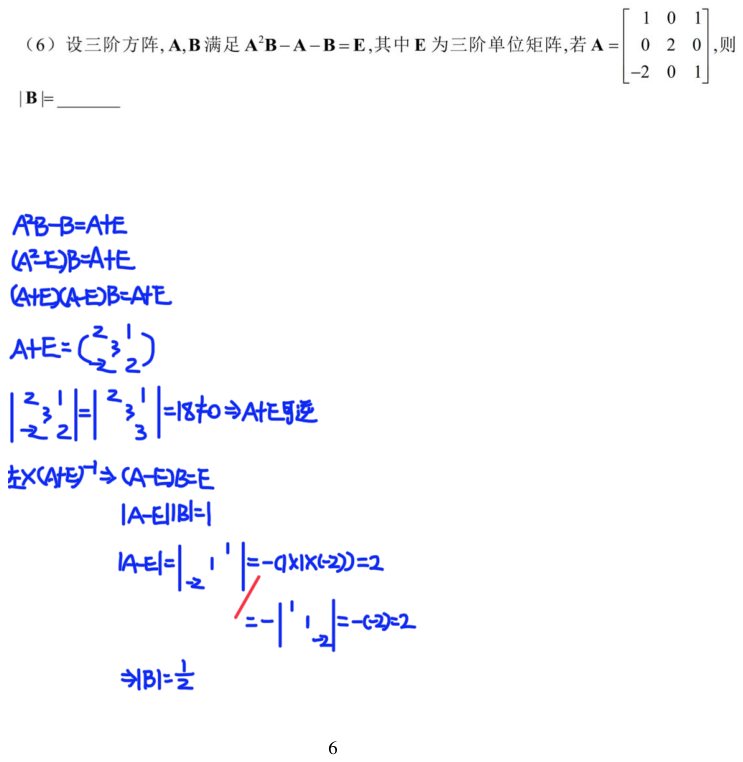 (6) 设三阶方阵, A,B 满足 A²B−A−B=E,其中 E 为三阶单位矩阵,若 A=[1 0 1; 0 2 0; −2 0 1],则
|B|=______
A²B-B=A+E
(A²-E)B=A+E
(A+E)(A-E)B=A+E
A+E=(2 1; 3; -2 2)
|2 1; 3; -2 2|=|2 1; 3; 3|=18≠0⇒A+E可逆
左×(A+E)⁻¹⇒(A-E)B=E
|A-E||B|=1
|A-E|=|1; 1; -2|=-(1×1×(-2))=2
=-|1; 1; -2|=-(-2)=2
⇒|B|=1/2
6